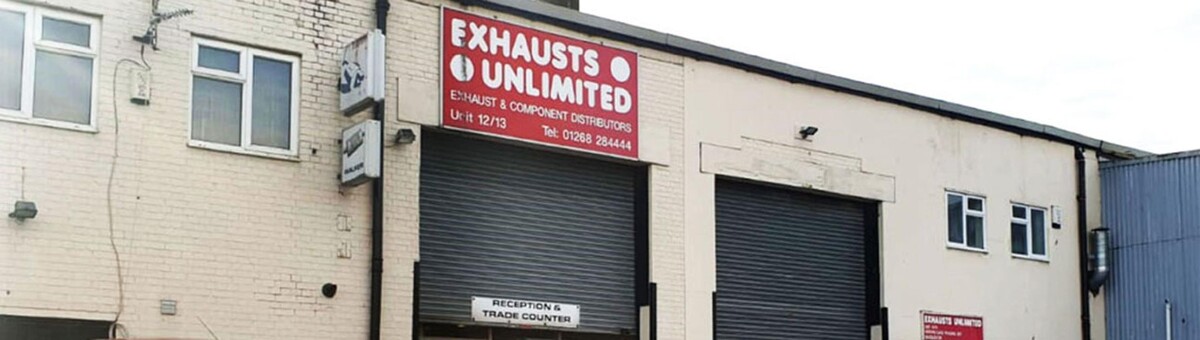 EXHAUSTS
UNLIMITED
EXHAUST & COMPONENT DISTRIBUTORS
Unit 12/13 Tel: 01268 284444
RECEPTION &
TRADE COUNTER
EXHAUSTS UNLIMITED